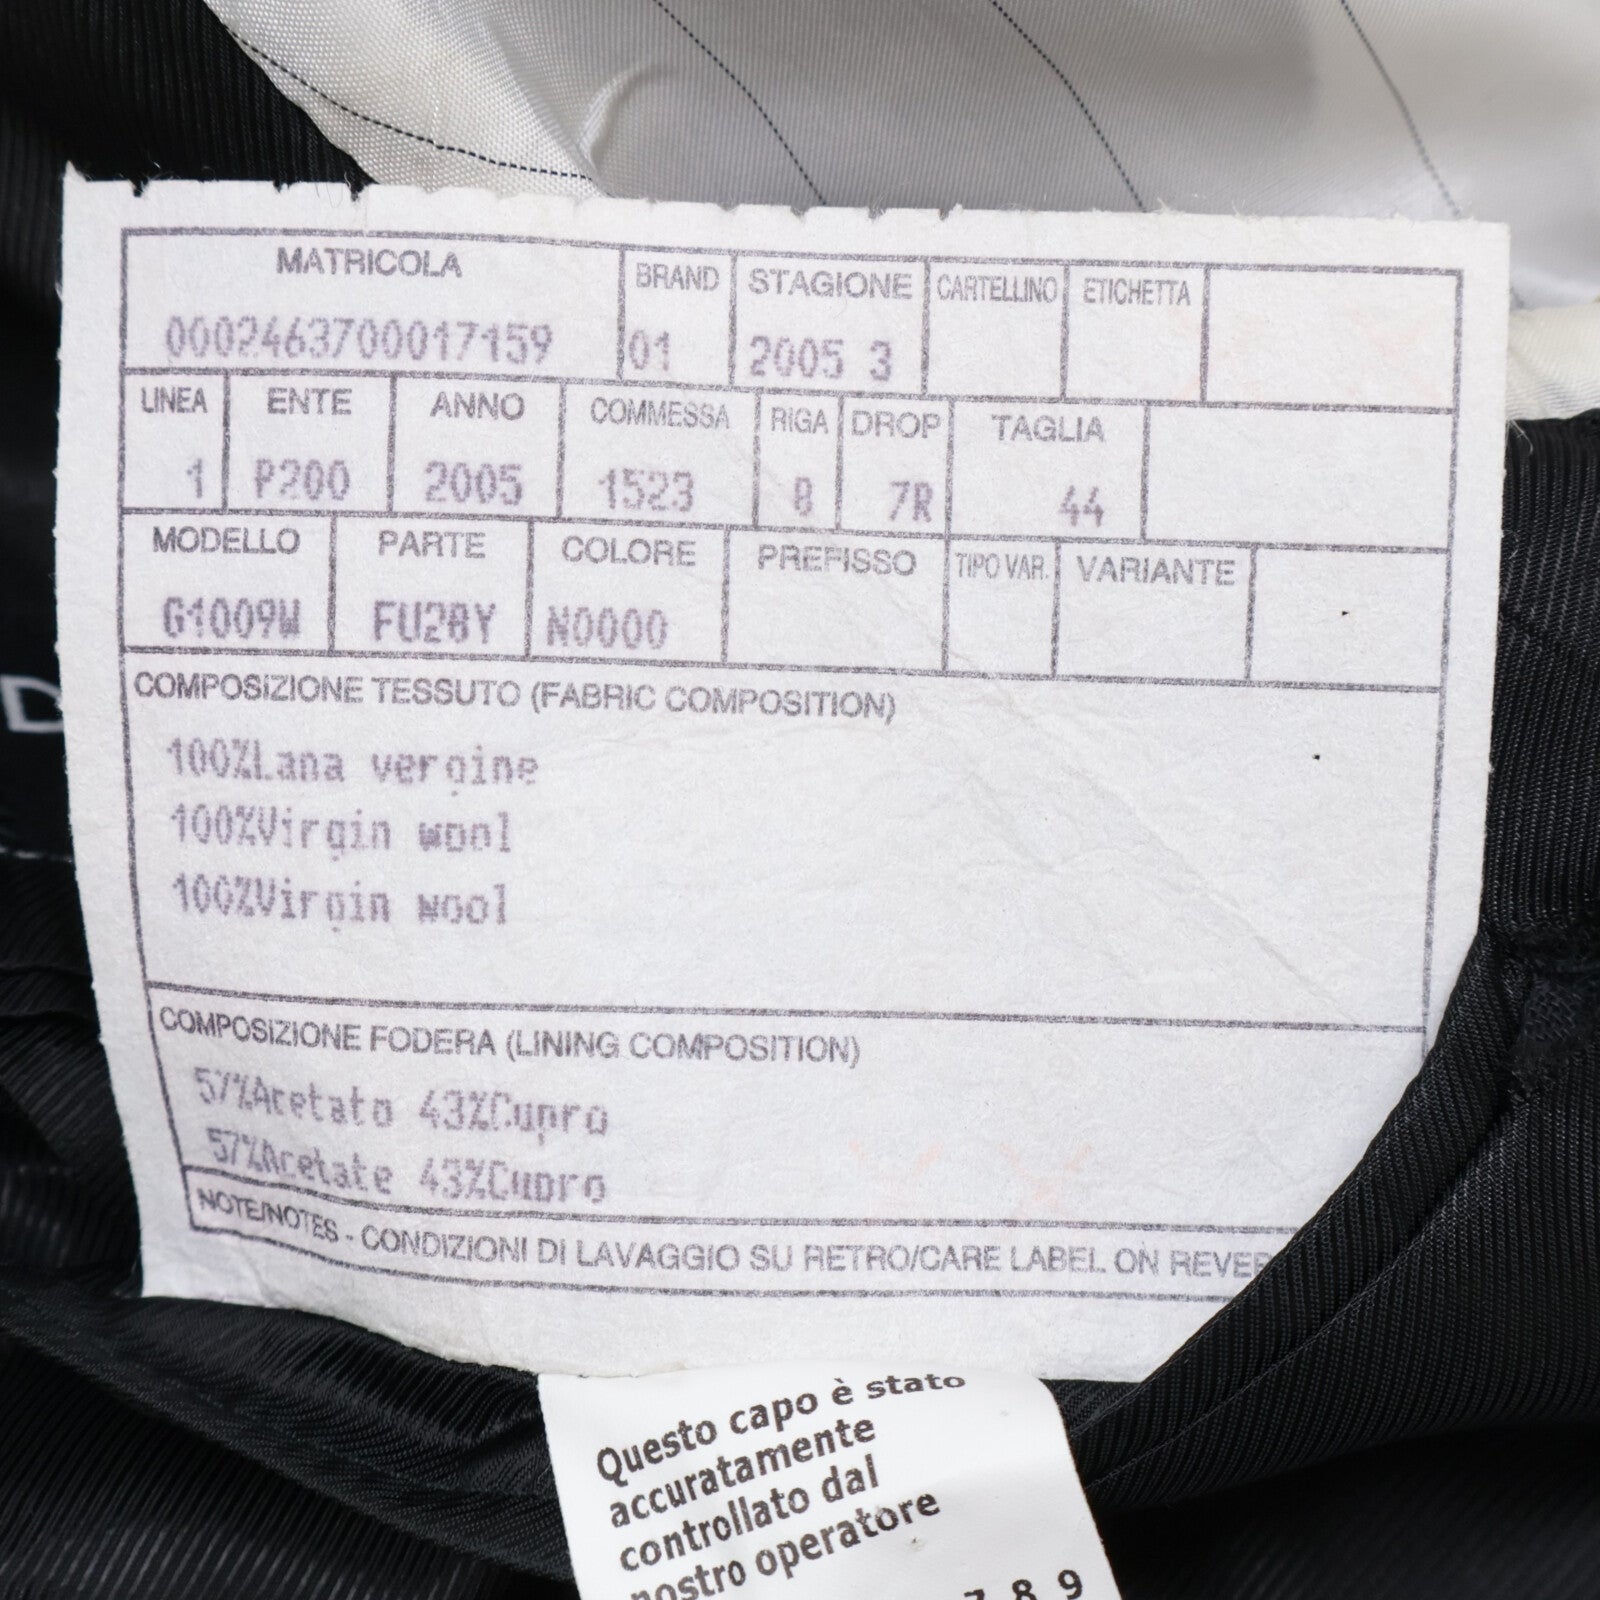 MATRICOLA BRAND STAGIONE CARTELLINO ETICHETTA
000246370001​7159 01 2005 3
LINEA ENTE ANNO COMMESSA RIGA DROP TAGLIA
1 P200 2005 1523 8 7R 44
MODELLO PARTE COLORE PREFISSO TIPO VAR. VARIANTE
G1009W FU28Y N0000
D
COMPOSIZIONE TESSUTO (FABRIC COMPOSITION)
100%Lana vergine
100%Virgin wool
100%Virgin wool
COMPOSIZIONE FODERA (LINING COMPOSITION)
57%Acetato 43%Cupro
57%Acetate 43%Cupro
NOTE/NOTES - CONDIZIONI DI LAVAGGIO SU RETRO/CARE LABEL ON REVER
Questo capo è stato
accuratamente
controllato dal
nostro operatore
7 8 9